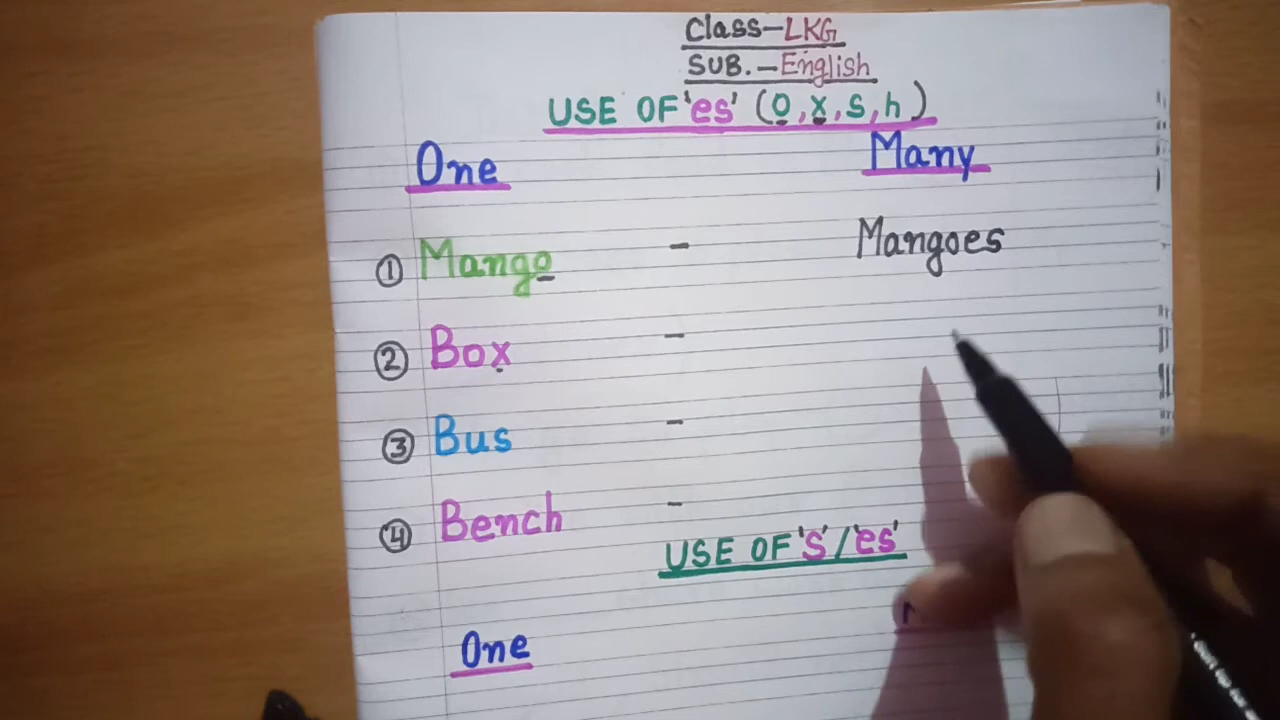 Class-LKG
SUB.-English
USE OF 'es' (o, x, s, h)
One Many
① Mango - Mangoes
② Box -
③ Bus -
④ Bench -
USE OF 's'/'es'
One